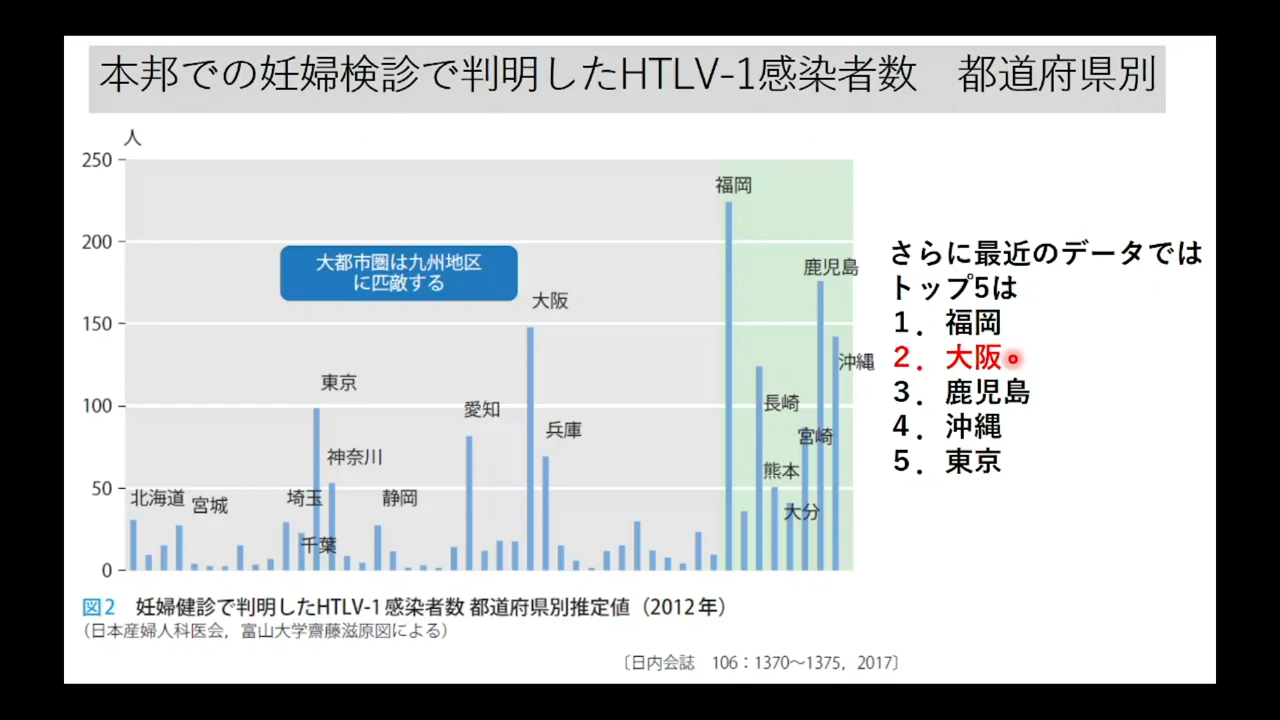 本邦での妊婦検診で判明したHTLV-1感染者数　都道府県別
人
250
200
150
100
50
0
大都市圏は九州地区
に匹敵する
北海道
宮城
埼玉
千葉
東京
神奈川
静岡
愛知
大阪
兵庫
福岡
長崎
熊本
大分
宮崎
鹿児島
沖縄
さらに最近のデータでは
トップ5は
1．福岡
2．大阪
3．鹿児島
4．沖縄
5．東京
図2　妊婦健診で判明したHTLV-1感染者数 都道府県別推定値（2012年）
（日本産婦人科医会，富山大学齋藤滋原図による）
〔日内会誌　106：1370〜1375，2017〕